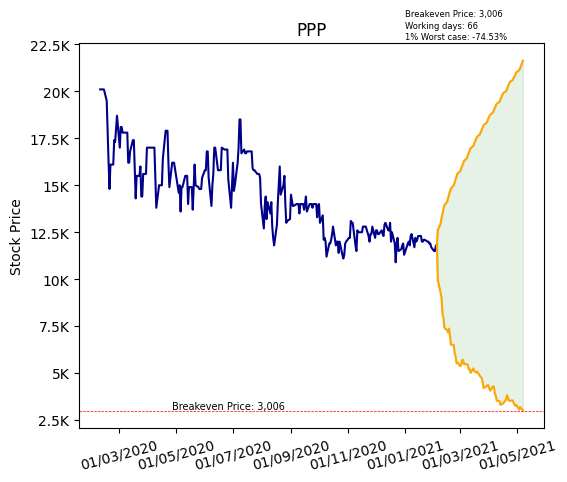 Breakeven Price: 3,006
Working days: 66
1% Worst case: -74.53%
PPP
22.5K
20K
17.5K
15K
12.5K
10K
7.5K
5K
2.5K
Stock Price
Breakeven Price: 3,006
01/03/2020
01/05/2020
01/07/2020
01/09/2020
01/11/2020
01/01/2021
01/03/2021
01/05/2021